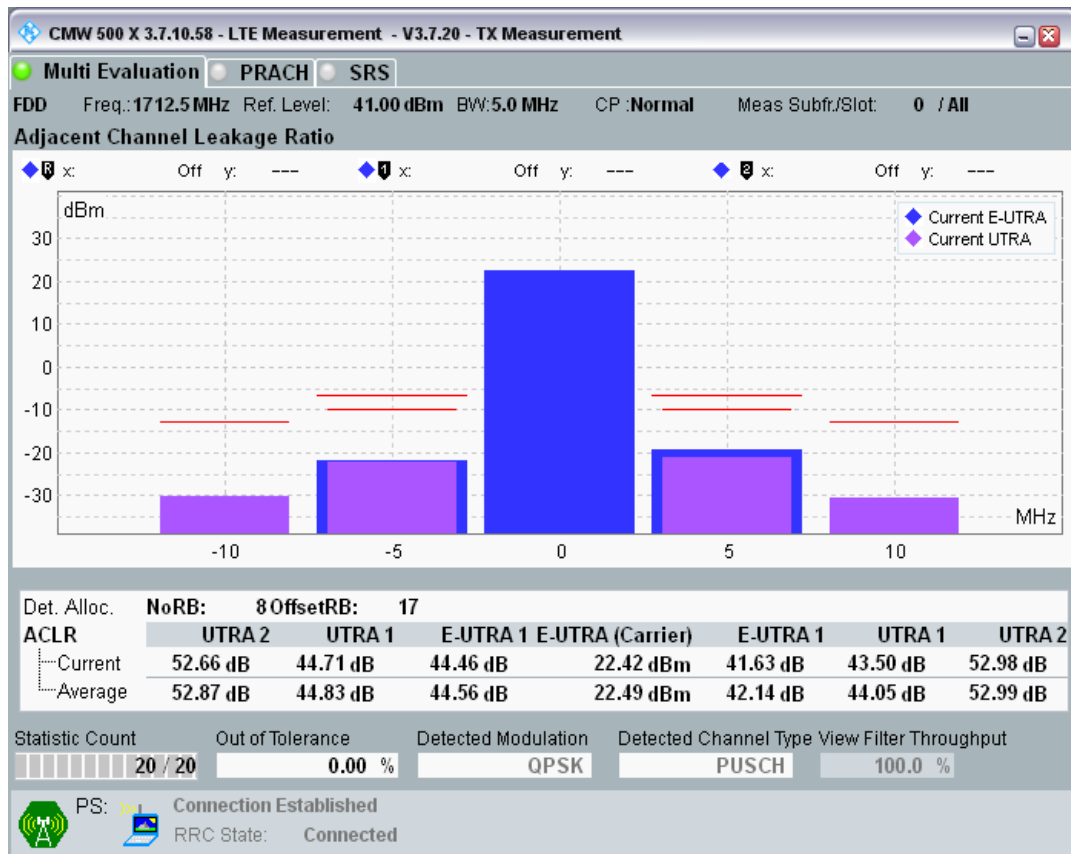 CMW 500 X 3.7.10.58 - LTE Measurement - V3.7.20 - TX Measurement
Multi Evaluation PRACH SRS
FDD Freq.:1712.5 MHz Ref. Level: 41.00 dBm BW:5.0 MHz CP :Normal Meas Subfr./Slot: 0 / All
Adjacent Channel Leakage Ratio
R x: Off y: --- 1 x: Off y: --- 2 x: Off y: ---
dBm
Current E-UTRA
Current UTRA
30
20
10
0
-10
-20
-30
MHz
-10 -5 0 5 10
Det. Alloc. NoRB: 8 OffsetRB: 17
ACLR UTRA 2 UTRA 1 E-UTRA 1 E-UTRA (Carrier) E-UTRA 1 UTRA 1 UTRA 2
Current 52.66 dB 44.71 dB 44.46 dB 22.42 dBm 41.63 dB 43.50 dB 52.98 dB
Average 52.87 dB 44.83 dB 44.56 dB 22.49 dBm 42.14 dB 44.05 dB 52.99 dB
Statistic Count Out of Tolerance Detected Modulation Detected Channel Type View Filter Throughput
20 / 20 0.00 % QPSK PUSCH 100.0 %
PS: Connection Established
RRC State: Connected